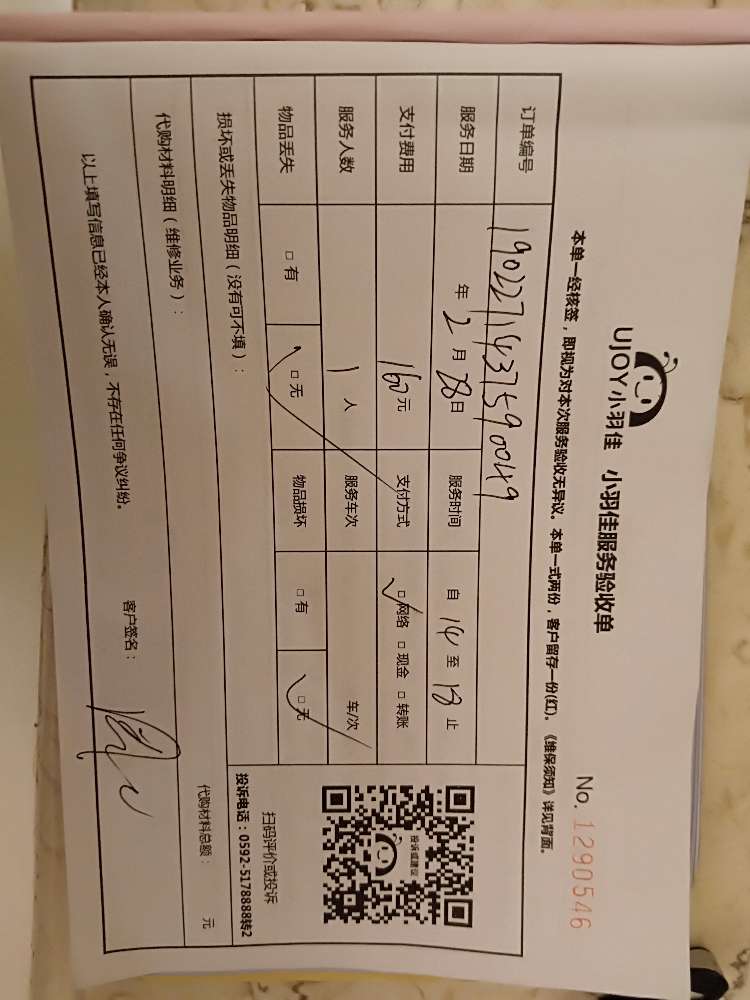 UJOY小羽佳 小羽佳服务验收单
No. 1290546
本单一经核签，即视为对本次服务验收无异议。本单一式两份，客户留存一份(红)。《维保须知》详见背面。
订单编号 1902271437590049
服务日期 年 2 月 28 日 服务时间 自 14 至 18 止
支付费用 160 元 支付方式 □网络 □现金 □转账
服务人数 1 人 服务车次 车/次
物品丢失 □有 □无 物品损坏 □有 □无
损坏或丢失物品明细（没有可不填）：
代购材料明细（维修业务）：
代购材料总额： 元
投诉或建议
扫码评价或投诉
投诉电话：0592-5178888转2
以上填写信息已经本人确认无误，不存在任何争议纠纷。 客户签名：